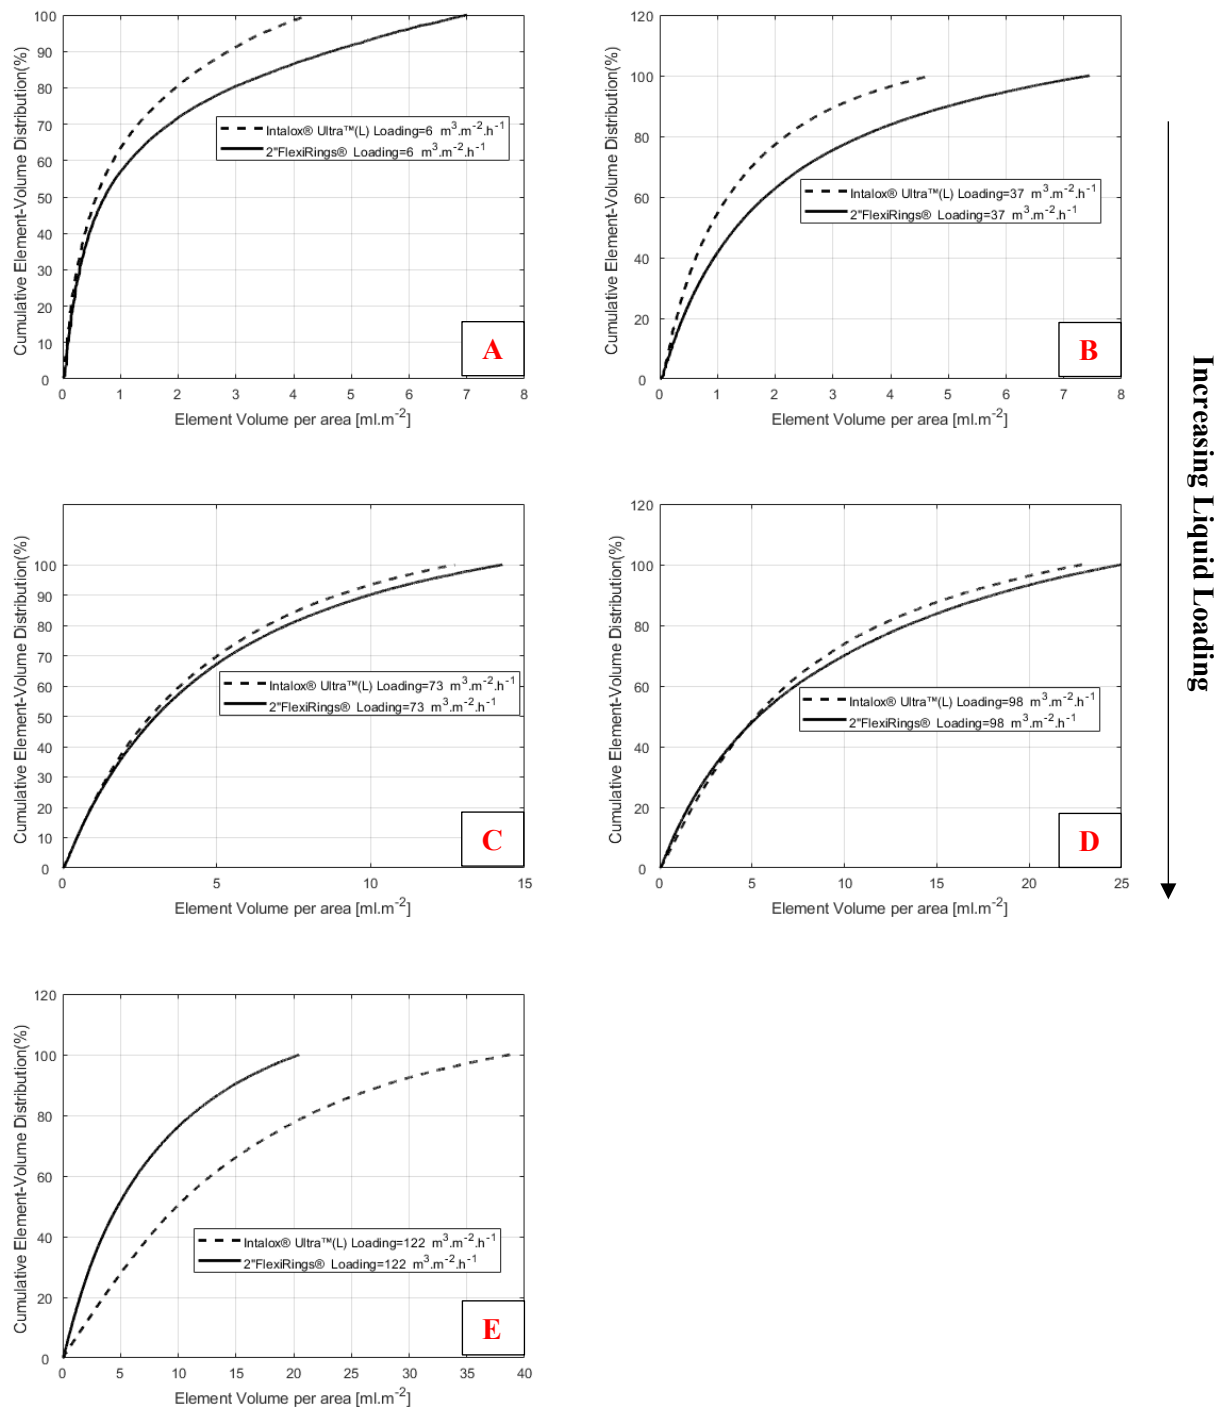 Cumulative Element-Volume Distribution(%)
100
90
80
70
60
50
40
30
20
10
0
Intalox® Ultra™(L) Loading=6 m³.m⁻².h⁻¹
2"FlexiRings® Loading=6 m³.m⁻².h⁻¹
A
0 1 2 3 4 5 6 7 8
Element Volume per area [ml.m⁻²]
Cumulative Element-Volume Distribution(%)
120
100
80
60
40
20
0
Intalox® Ultra™(L) Loading=37 m³.m⁻².h⁻¹
2"FlexiRings® Loading=37 m³.m⁻².h⁻¹
B
0 1 2 3 4 5 6 7 8
Element Volume per area [ml.m⁻²]
Increasing Liquid Loading
Cumulative Element-Volume Distribution(%)
100
90
80
70
60
50
40
30
20
10
0
Intalox® Ultra™(L) Loading=73 m³.m⁻².h⁻¹
2"FlexiRings® Loading=73 m³.m⁻².h⁻¹
C
0 5 10 15
Element Volume per area [ml.m⁻²]
Cumulative Element-Volume Distribution(%)
120
100
80
60
40
20
0
Intalox® Ultra™(L) Loading=98 m³.m⁻².h⁻¹
2"FlexiRings® Loading=98 m³.m⁻².h⁻¹
D
0 5 10 15 20 25
Element Volume per area [ml.m⁻²]
Cumulative Element-Volume Distribution(%)
120
100
80
60
40
20
0
Intalox® Ultra™(L) Loading=122 m³.m⁻².h⁻¹
2"FlexiRings® Loading=122 m³.m⁻².h⁻¹
E
0 5 10 15 20 25 30 35 40
Element Volume per area [ml.m⁻²]